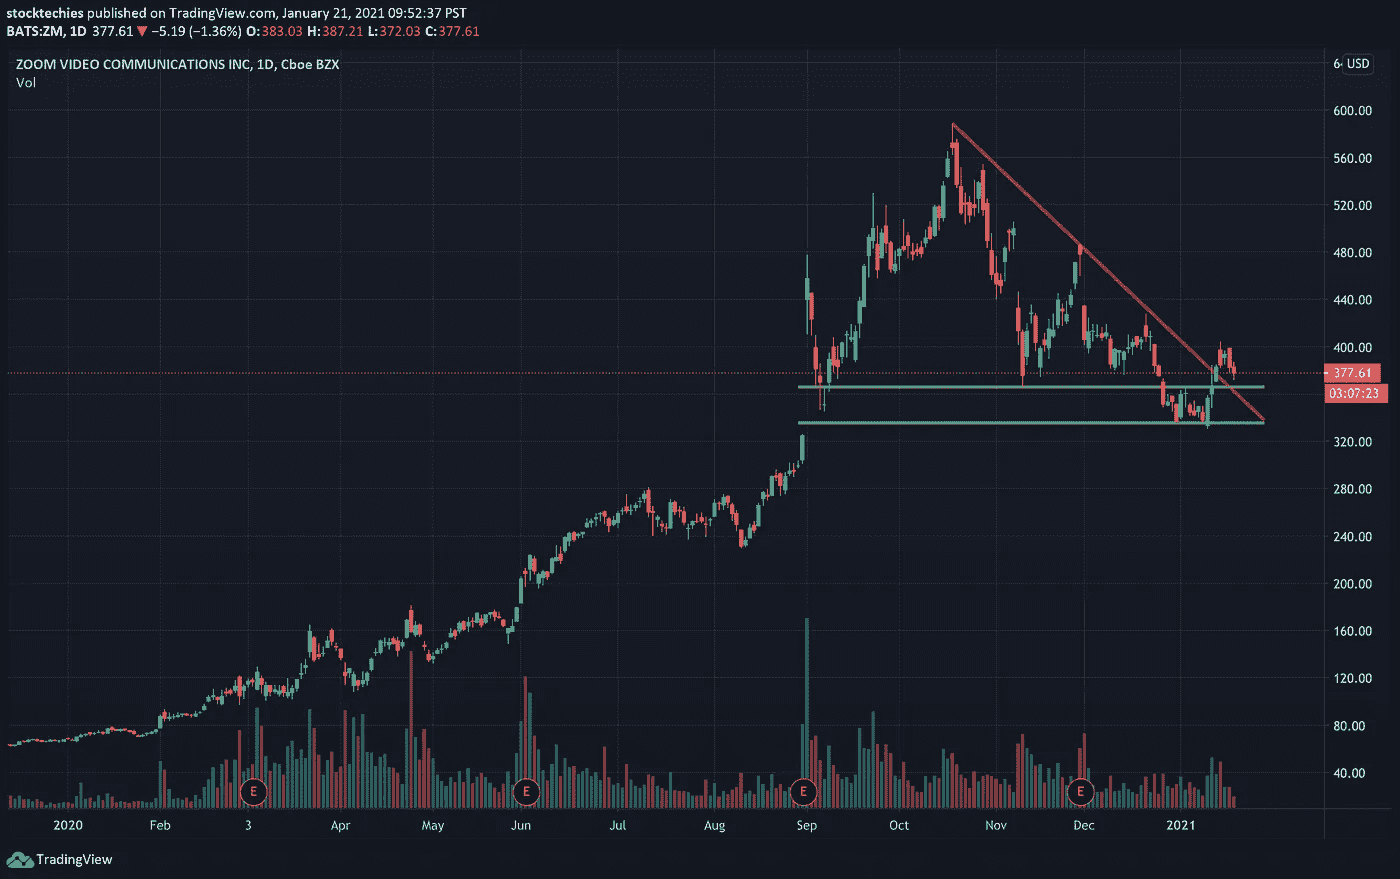 stocktechies published on TradingView.com, January 21, 2021 09:52:37 PST
BATS:ZM, 1D 377.61 ▼ −5.19 (−1.36%) O:383.03 H:387.21 L:372.03 C:377.61
ZOOM VIDEO COMMUNICATIONS INC, 1D, Cboe BZX
Vol
USD
600.00
560.00
520.00
480.00
440.00
400.00
377.61
03:07:23
320.00
280.00
240.00
200.00
160.00
120.00
80.00
40.00
E E E E
2020 Feb 3 Apr May Jun Jul Aug Sep Oct Nov Dec 2021
TradingView